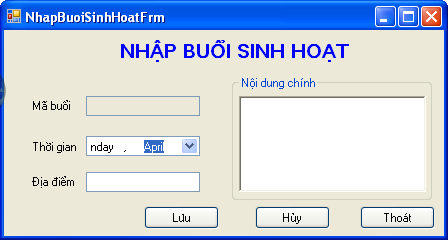 NhapBuoiSinhHoatFrm
NHẬP BUỔI SINH HOẠT
Mã buổi
Thời gian
nday , April
Địa điểm
Nội dung chính
Lưu
Hủy
Thoát